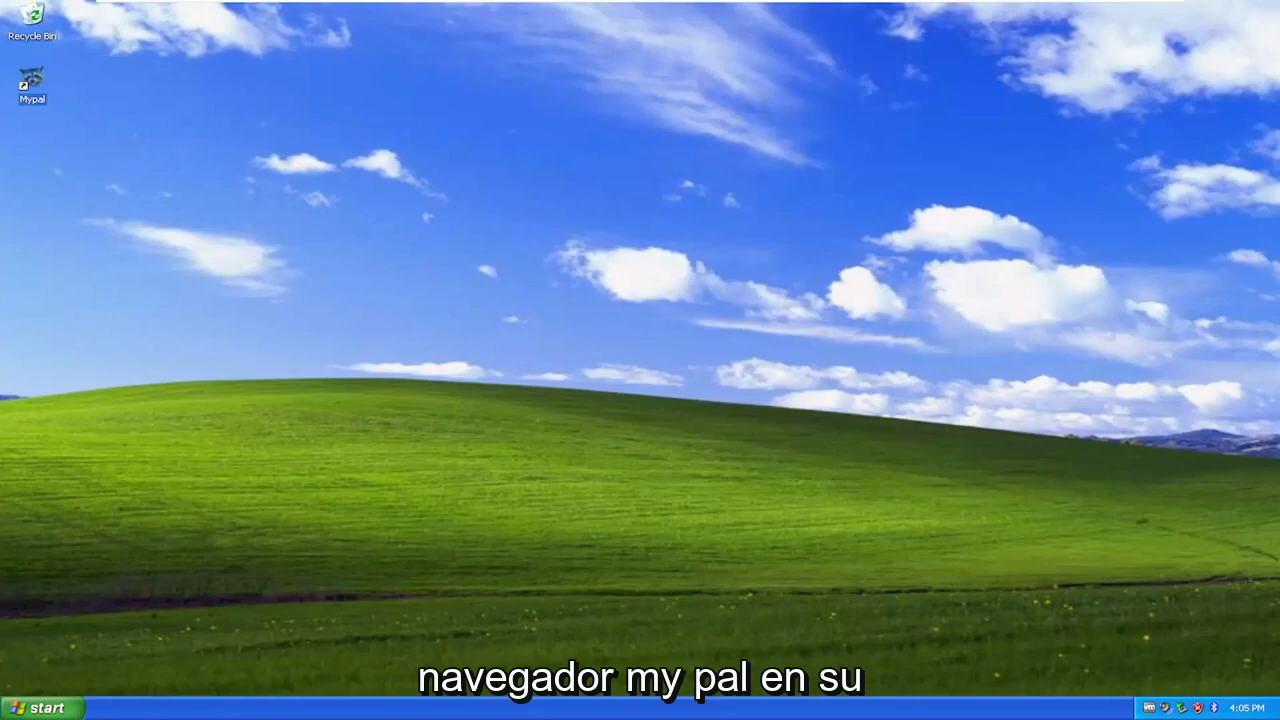 Recycle Bin
Mypal
navegador my pal en su
start
4:05 PM